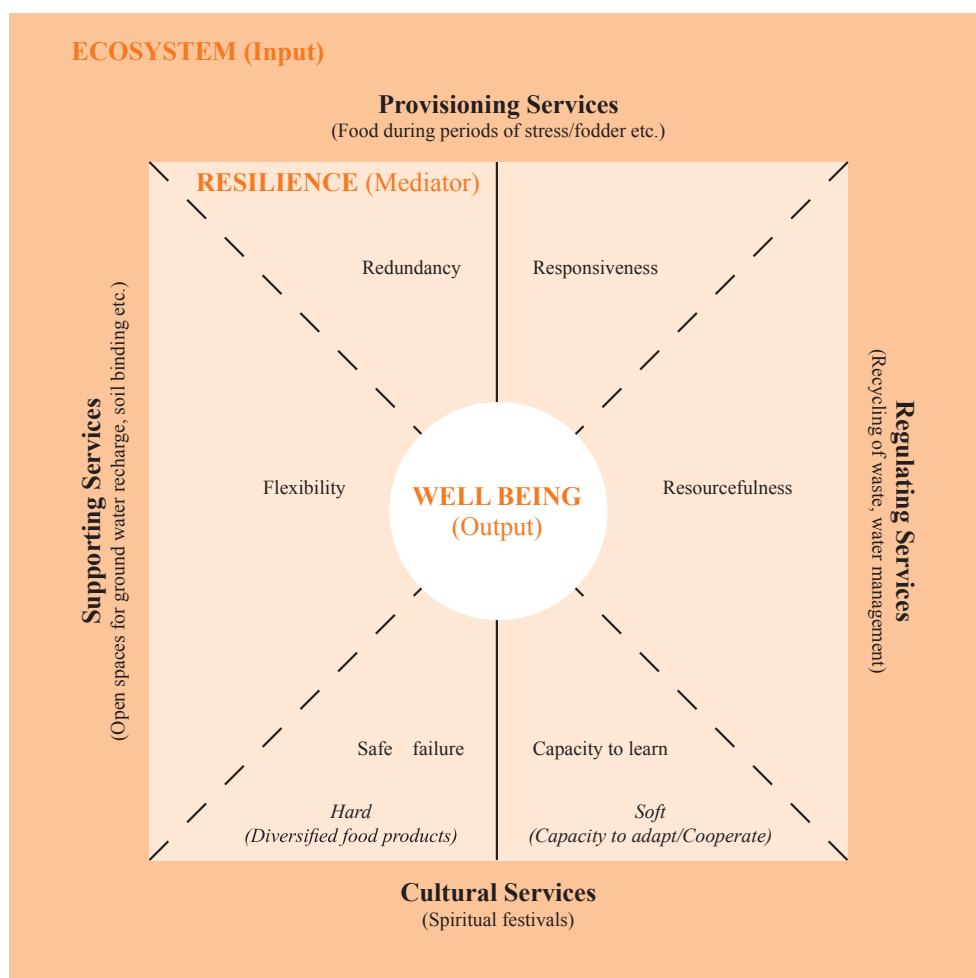 ECOSYSTEM (Input)
Provisioning Services
(Food during periods of stress/fodder etc.)
RESILIENCE (Mediator)
Redundancy
Responsiveness
Supporting Services
(Open spaces for ground water recharge, soil binding etc.)
Flexibility
WELL BEING
(Output)
Resourcefulness
Regulating Services
(Recycling of waste, water management)
Safe failure
Capacity to learn
Hard
(Diversified food products)
Soft
(Capacity to adapt/Cooperate)
Cultural Services
(Spiritual festivals)